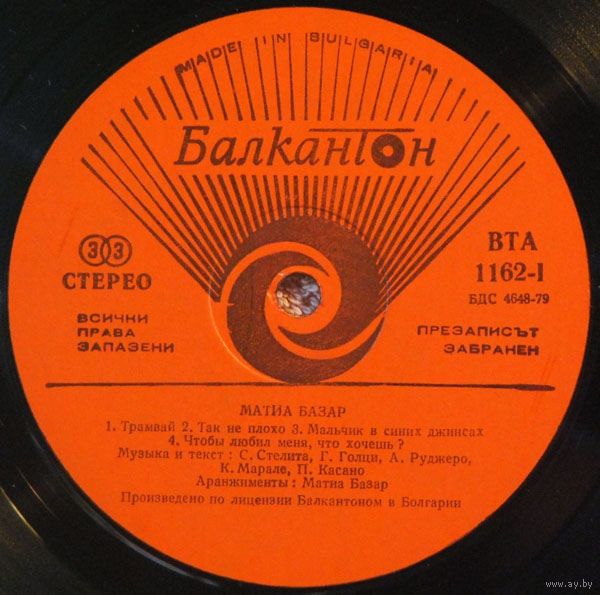 MADE IN BULGARIA
Балкантон
33
СТЕРЕО
ВТА
1162-I
БДС 4648-79
ВСИЧКИ
ПРАВА
ЗАПАЗЕНИ
ПРЕЗАПИСЪТ
ЗАБРАНЕН
МАТИА БАЗАР
1. Трамвай 2. Так не плохо 3. Мальчик в синих джинсах
4. Чтобы любил меня, что хочешь?
Музыка и текст : С. Стелита, Г. Голци, А. Руджеро,
К. Марале, П. Касано
Аранжименты : Матиа Базар
Произведено по лицензии Балкантоном в Болгарии
www.ay.by